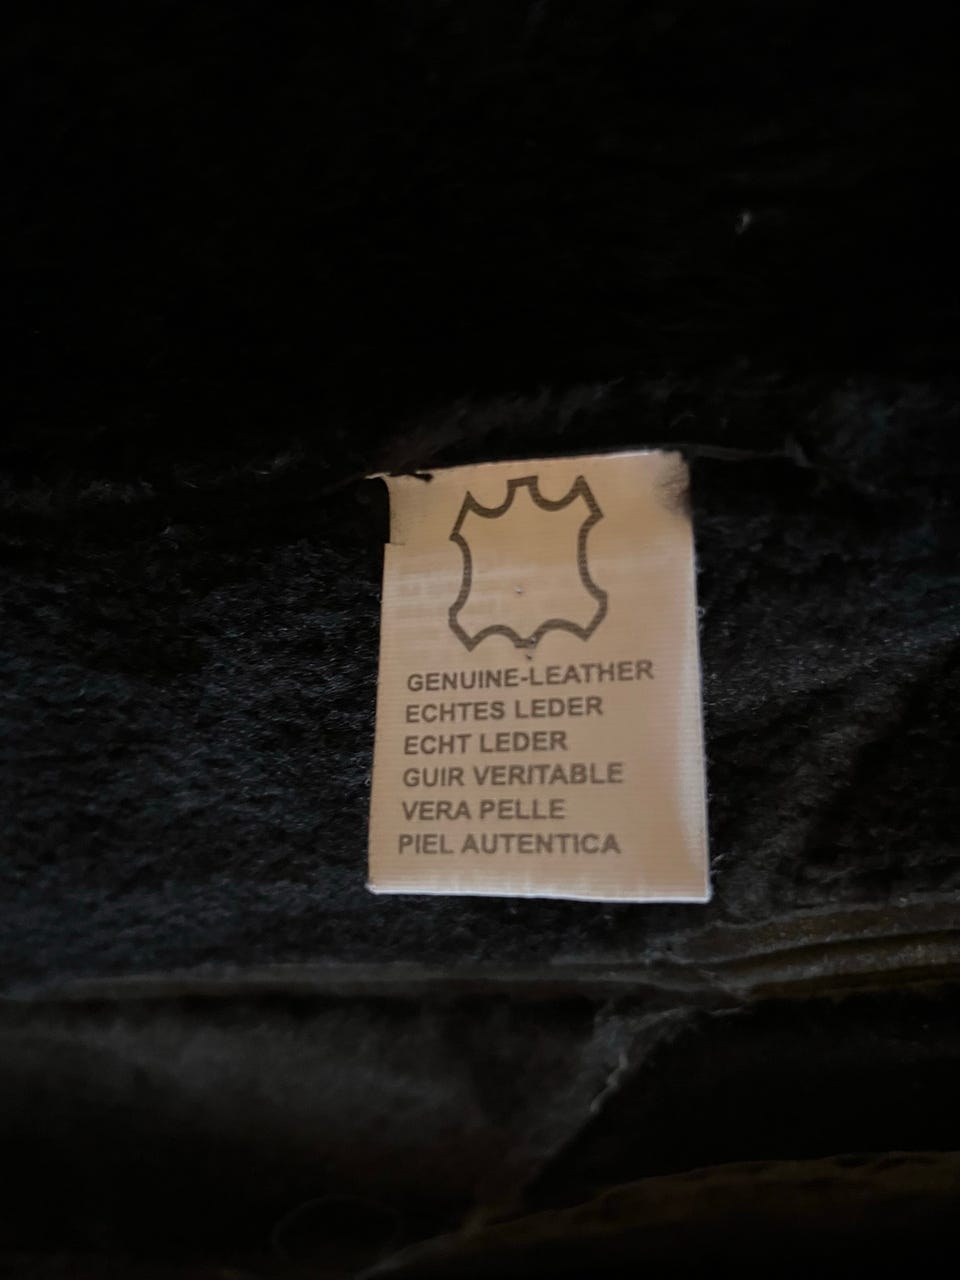 GENUINE-LEATHER
ECHTES LEDER
ECHT LEDER
GUIR VERITABLE
VERA PELLE
PIEL AUTENTICA